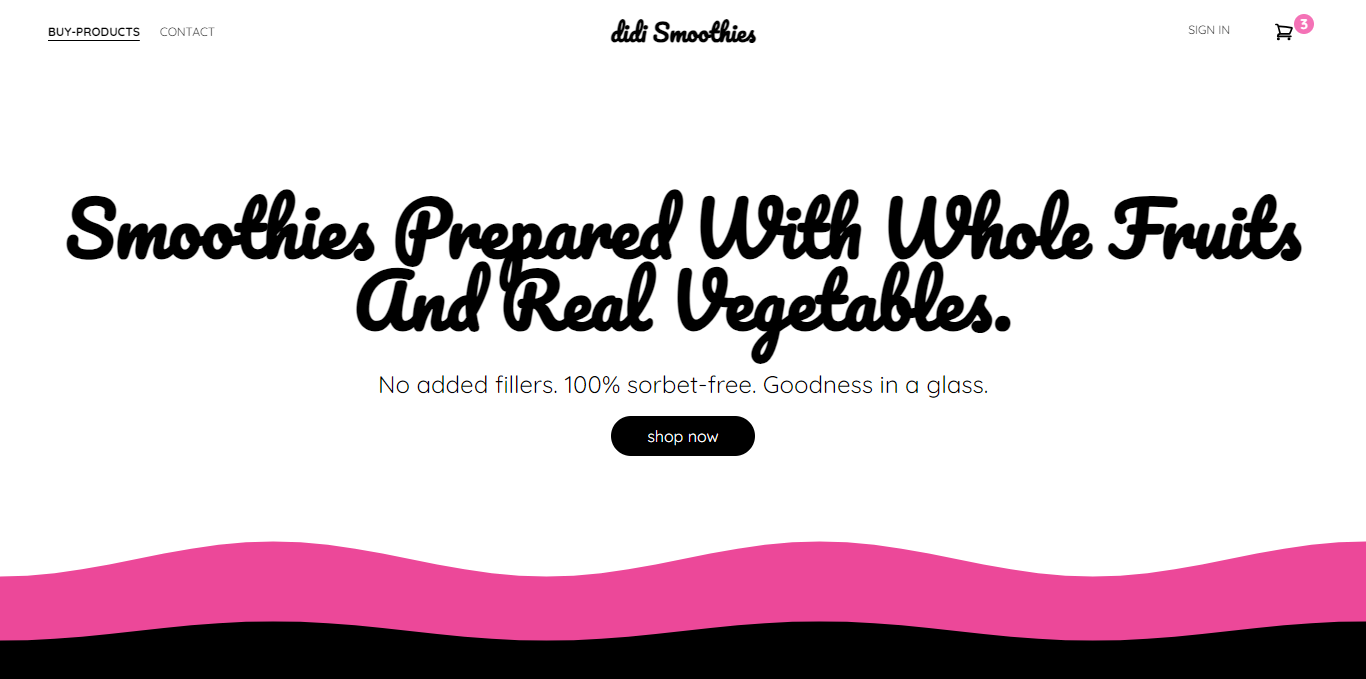 BUY-PRODUCTS CONTACT didi Smoothies SIGN IN 3
Smoothies Prepared With Whole Fruits
And Real Vegetables.
No added fillers. 100% sorbet-free. Goodness in a glass.
shop now